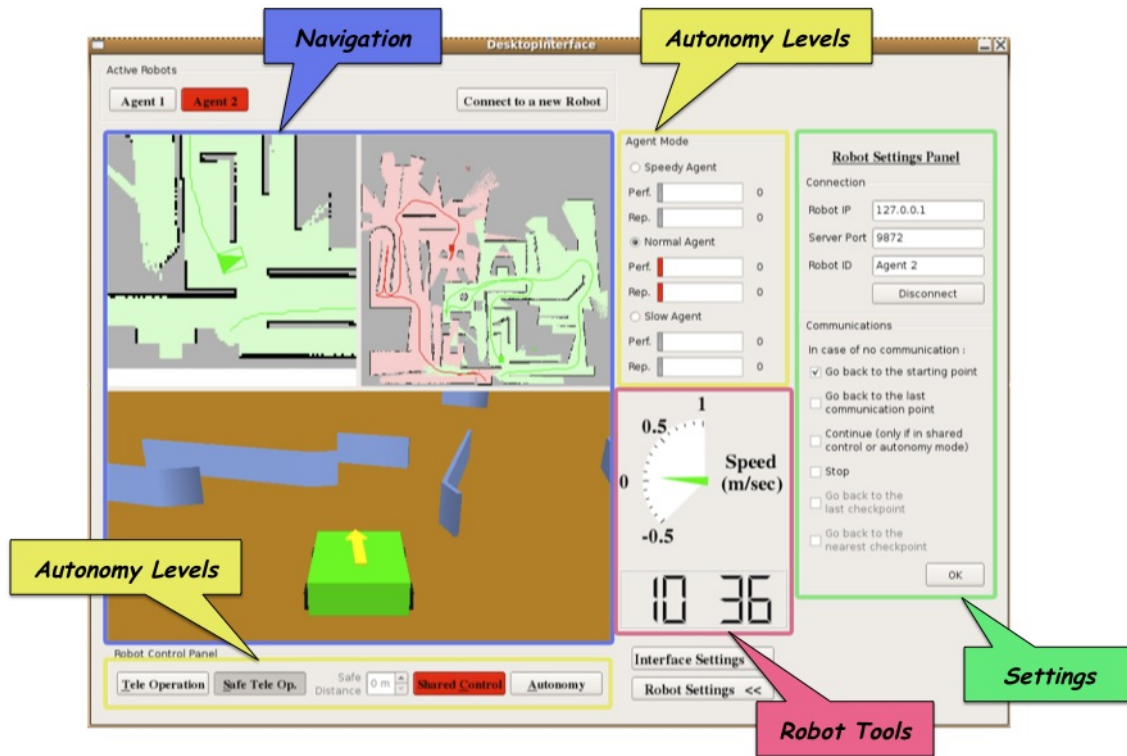 Navigation
Autonomy Levels
DesktopInterface
Active Robots
Agent 1
Agent 2
Connect to a new Robot
Agent Mode
Speedy Agent
Perf. 0
Rep. 0
Normal Agent
Perf. 0
Rep. 0
Slow Agent
Perf. 0
Rep. 0
1
0.5
0
-0.5
Speed
(m/sec)
10 36
Robot Settings Panel
Connection
Robot IP 127.0.0.1
Server Port 9872
Robot ID Agent 2
Disconnect
Communications
In case of no communication :
Go back to the starting point
Go back to the last
communication point
Continue (only if in shared
control or autonomy mode)
Stop
Go back to the
last checkpoint
Go back to the
nearest checkpoint
OK
Autonomy Levels
Robot Control Panel
Tele Operation
Safe Tele Op.
Safe
Distance
0 m
Shared Control
Autonomy
Interface Settings
Robot Settings <<
Settings
Robot Tools